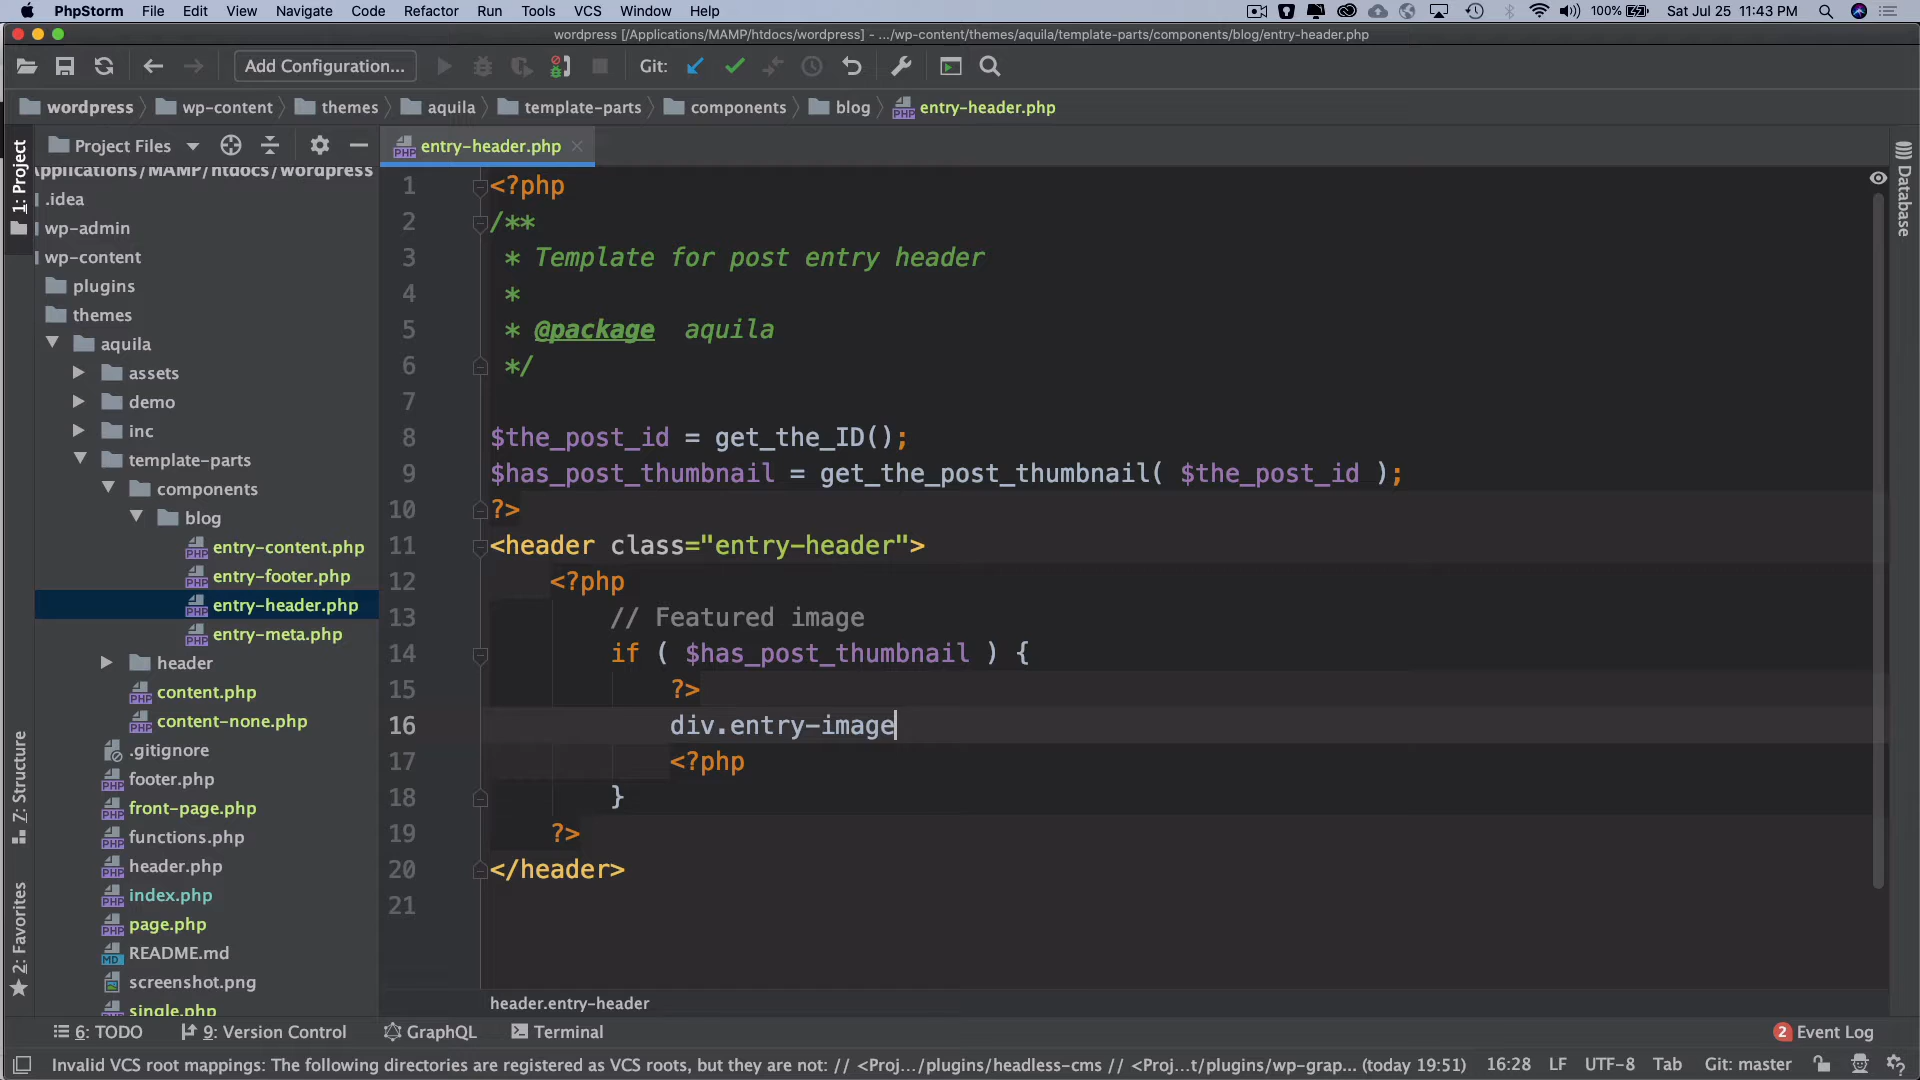 PhpStorm File Edit View Navigate Code Refactor Run Tools VCS Window Help 100% Sat Jul 25 11:43 PM
wordpress [/Applications/MAMP/htdocs/wordpress] - .../wp-content/themes/aquila/template-parts/components/blog/entry-header.php
Add Configuration... Git:
wordpress wp-content themes aquila template-parts components blog entry-header.php
Project Files
entry-header.php
Applications/MAMP/htdocs/wordpress
.idea
wp-admin
wp-content
plugins
themes
aquila
assets
demo
inc
template-parts
components
blog
entry-content.php
entry-footer.php
entry-header.php
entry-meta.php
header
content.php
content-none.php
.gitignore
footer.php
front-page.php
functions.php
header.php
index.php
page.php
README.md
screenshot.png
single.php
1: Project
Z: Structure
2: Favorites
1 <?php
2 /**
3 * Template for post entry header
4 *
5 * @package aquila
6 */
7
8 $the_post_id = get_the_ID();
9 $has_post_thumbnail = get_the_post_thumbnail( $the_post_id );
10 ?>
11 <header class="entry-header">
12 <?php
13 // Featured image
14 if ( $has_post_thumbnail ) {
15 ?>
16 div.entry-image
17 <?php
18 }
19 ?>
20 </header>
21
Database
header.entry-header
6: TODO 9: Version Control GraphQL Terminal 2 Event Log
Invalid VCS root mappings: The following directories are registered as VCS roots, but they are not: // <Proj.../plugins/headless-cms // <Proj...t/plugins/wp-grap... (today 19:51) 16:28 LF UTF-8 Tab Git: master